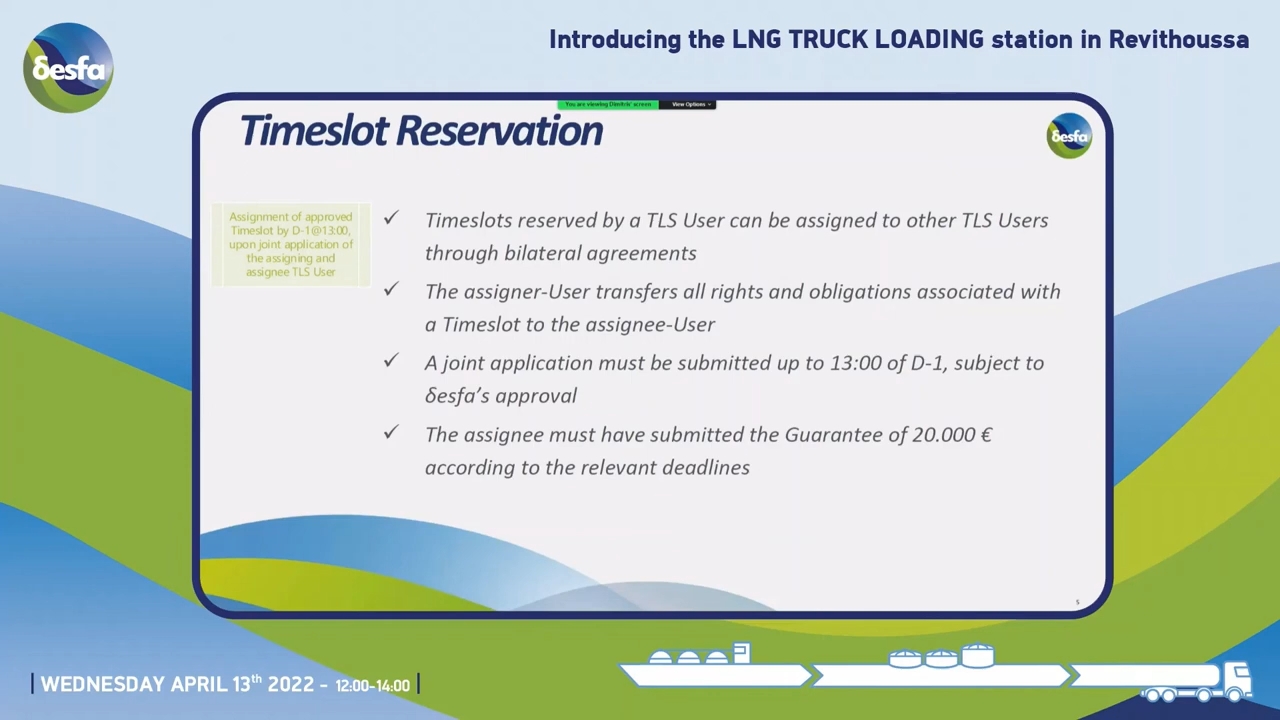 Introducing the LNG TRUCK LOADING station in Revithoussa
δesfa
You are viewing Dimitris' screen
View Options
Timeslot Reservation
δesfa
Assignment of approved
Timeslot by D-1@13:00,
upon joint application of
the assigning and
assignee TLS User
✓ Timeslots reserved by a TLS User can be assigned to other TLS Users
through bilateral agreements
✓ The assigner-User transfers all rights and obligations associated with
a Timeslot to the assignee-User
✓ A joint application must be submitted up to 13:00 of D-1, subject to
δesfa’s approval
✓ The assignee must have submitted the Guarantee of 20.000 €
according to the relevant deadlines
5
WEDNESDAY APRIL 13th 2022 - 12:00-14:00